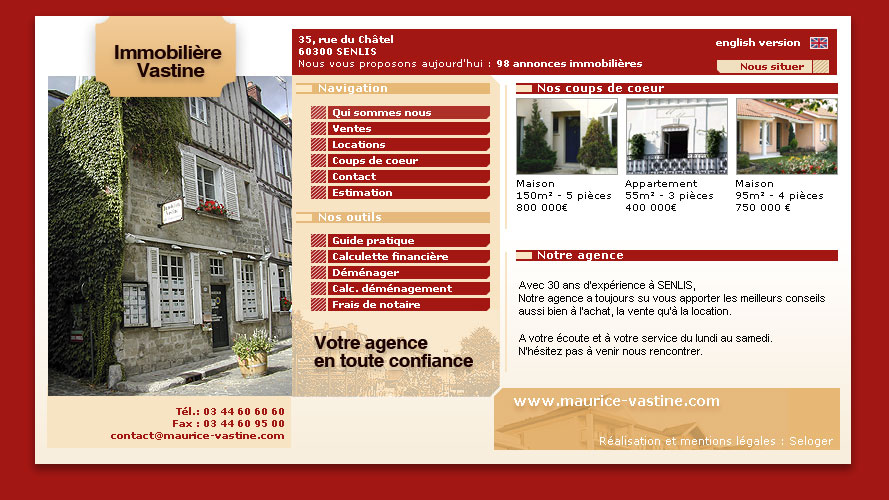 Immobilière
Vastine
35, rue du Châtel
60300 SENLIS
Nous vous proposons aujourd'hui : 98 annonces immobilières
english version
Nous situer
Navigation
Qui sommes nous
Ventes
Locations
Coups de coeur
Contact
Estimation
Nos outils
Guide pratique
Calculette financière
Déménager
Calc. déménagement
Frais de notaire
Votre agence
en toute confiance
Tél.: 03 44 60 60 60
Fax : 03 44 60 95 00
contact@maurice-vastine.com
Nos coups de coeur
Maison
150m² - 5 pièces
800 000€
Appartement
55m² - 3 pièces
400 000€
Maison
95m² - 4 pièces
750 000 €
Notre agence
Avec 30 ans d'expérience à SENLIS,
Notre agence a toujours su vous apporter les meilleurs conseils
aussi bien à l'achat, la vente qu'à la location.
A votre écoute et à votre service du lundi au samedi.
N'hésitez pas à venir nous rencontrer.
www.maurice-vastine.com
Réalisation et mentions légales : Seloger